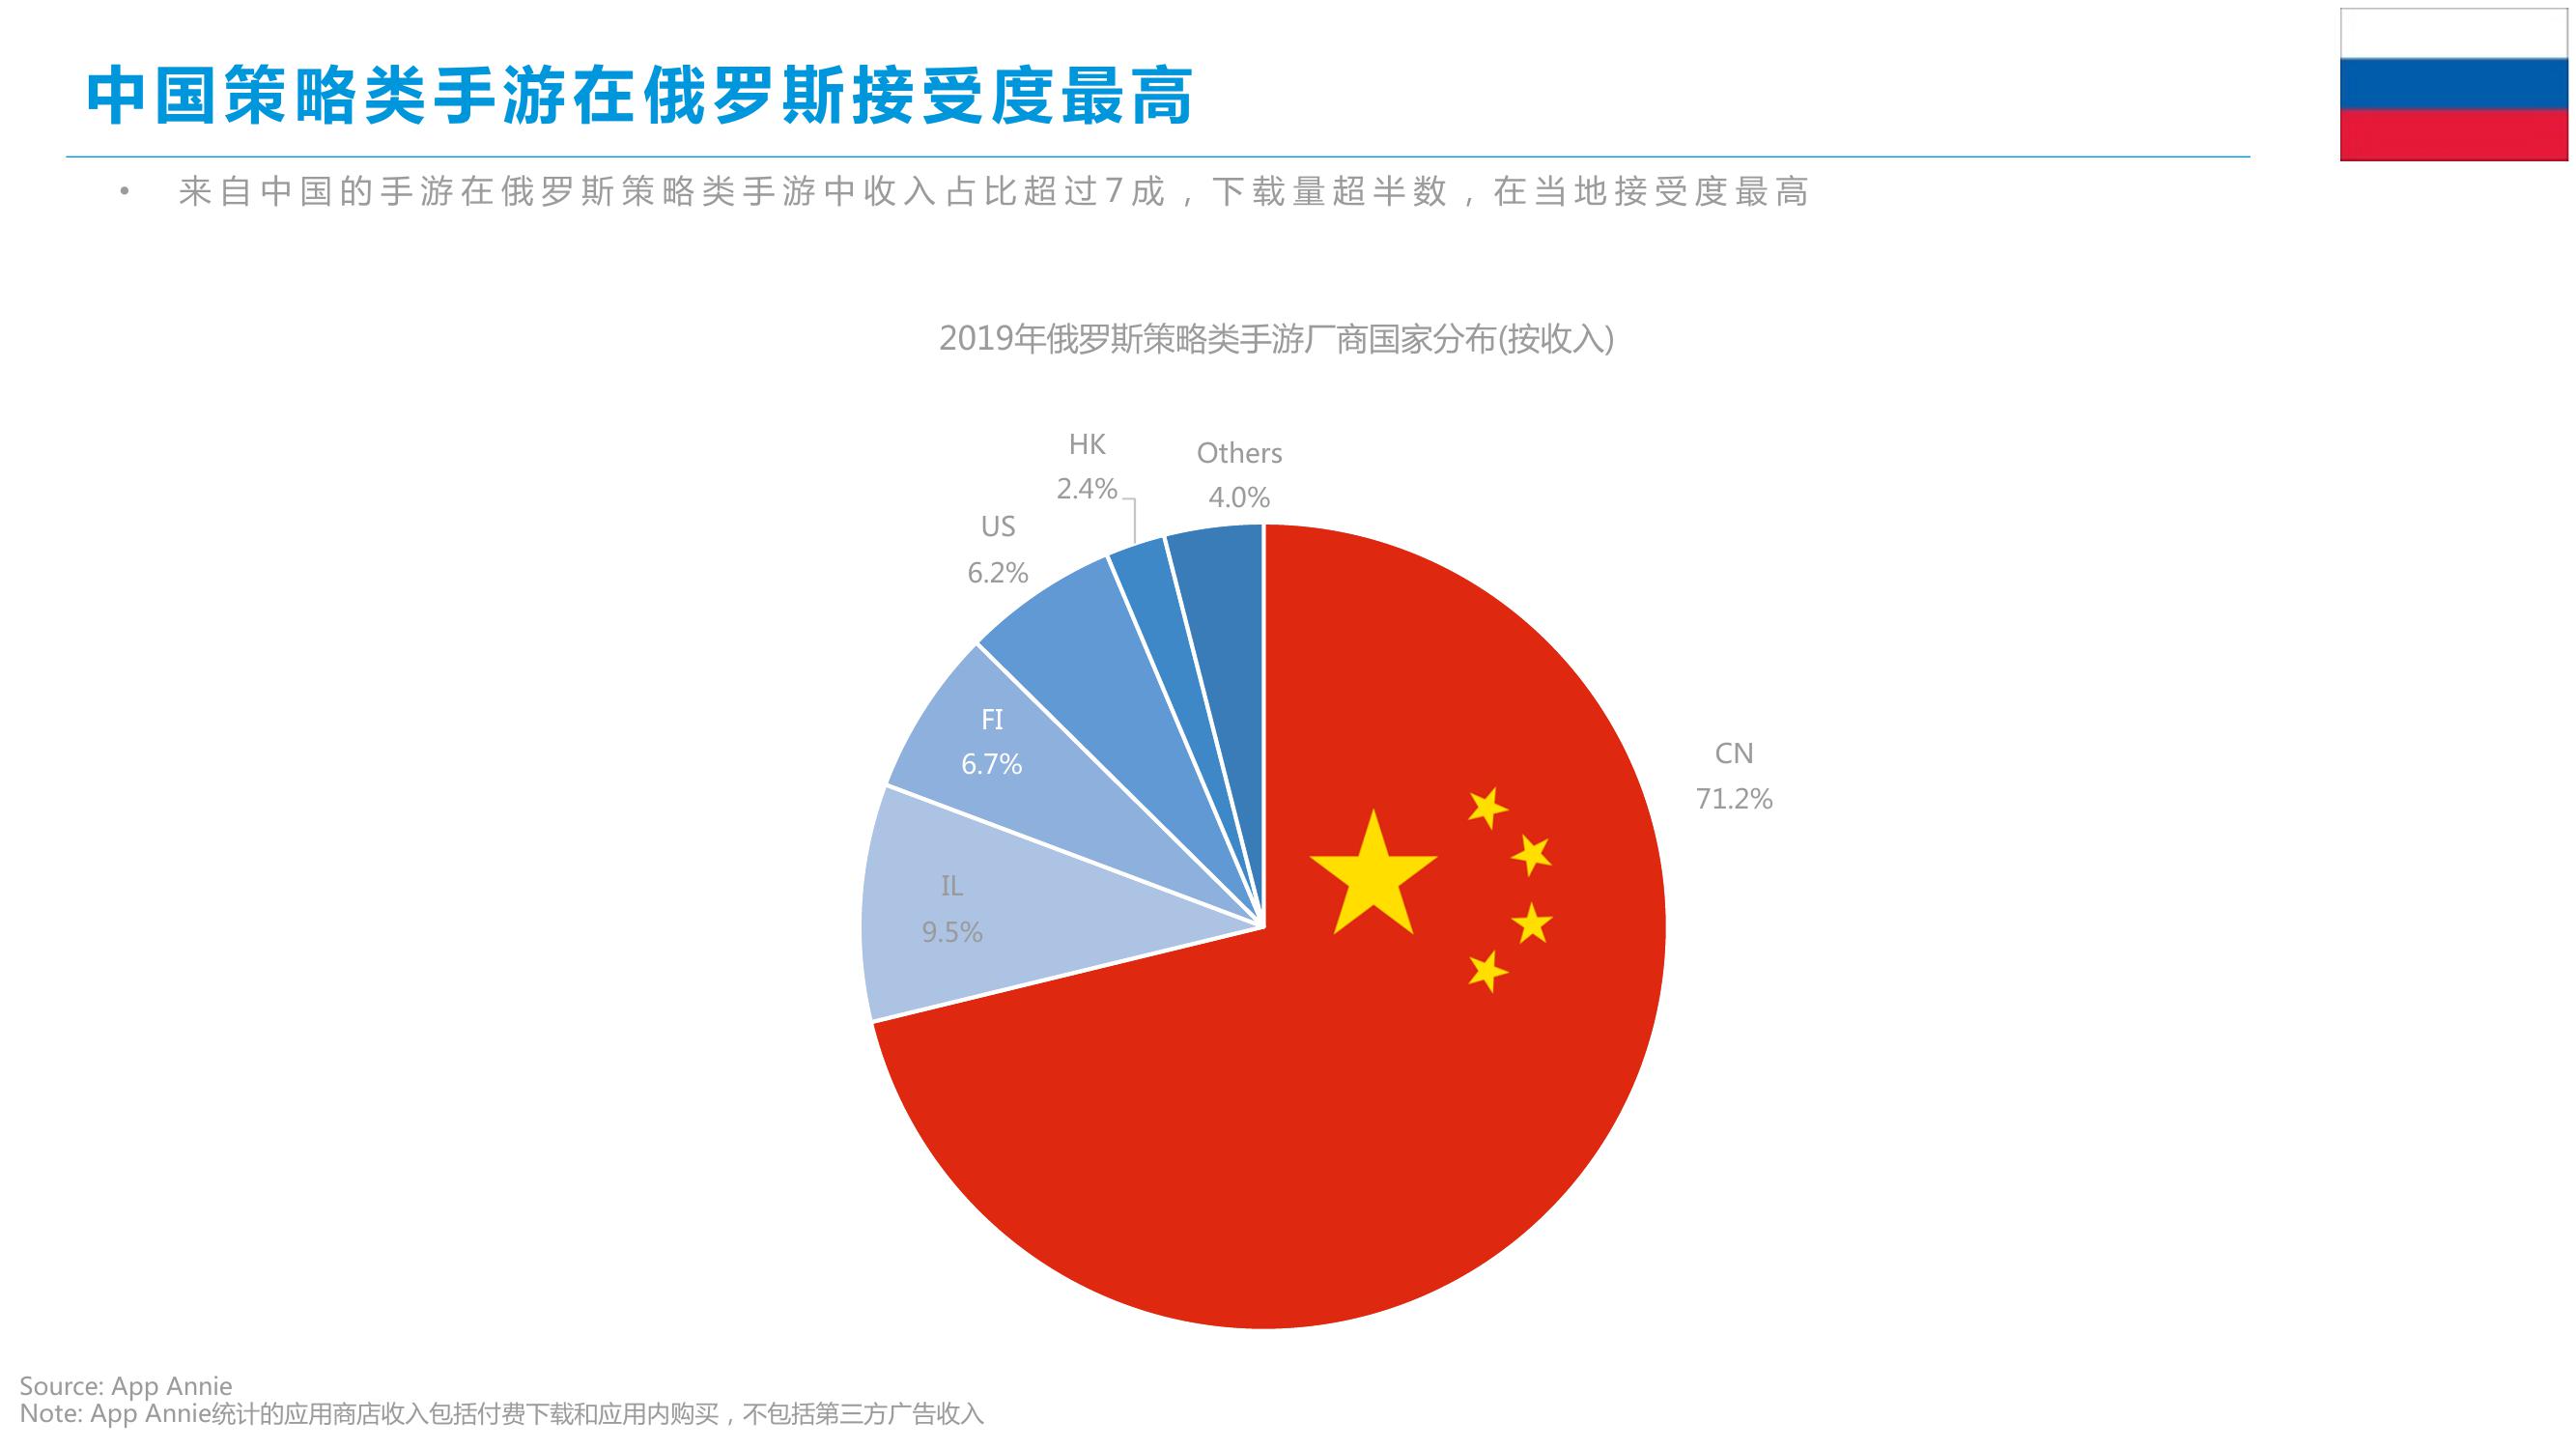 中国策略类手游在俄罗斯接受度最高
• 来自中国的手游在俄罗斯策略类手游中收入占比超过7成，下载量超半数，在当地接受度最高
2019年俄罗斯策略类手游厂商国家分布(按收入)
HK
2.4%
Others
4.0%
US
6.2%
FI
6.7%
CN
71.2%
IL
9.5%
Source: App Annie
Note: App Annie统计的应用商店收入包括付费下载和应用内购买，不包括第三方广告收入